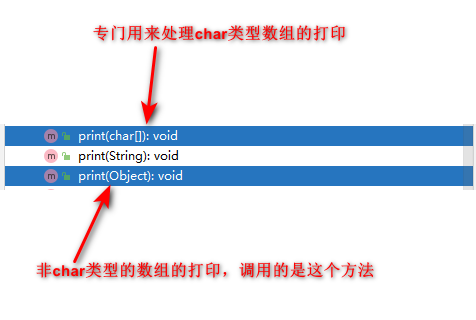 专门用来处理char类型数组的打印
m print(char[]): void
m print(String): void
m print(Object): void
非char类型的数组的打印，调用的是这个方法